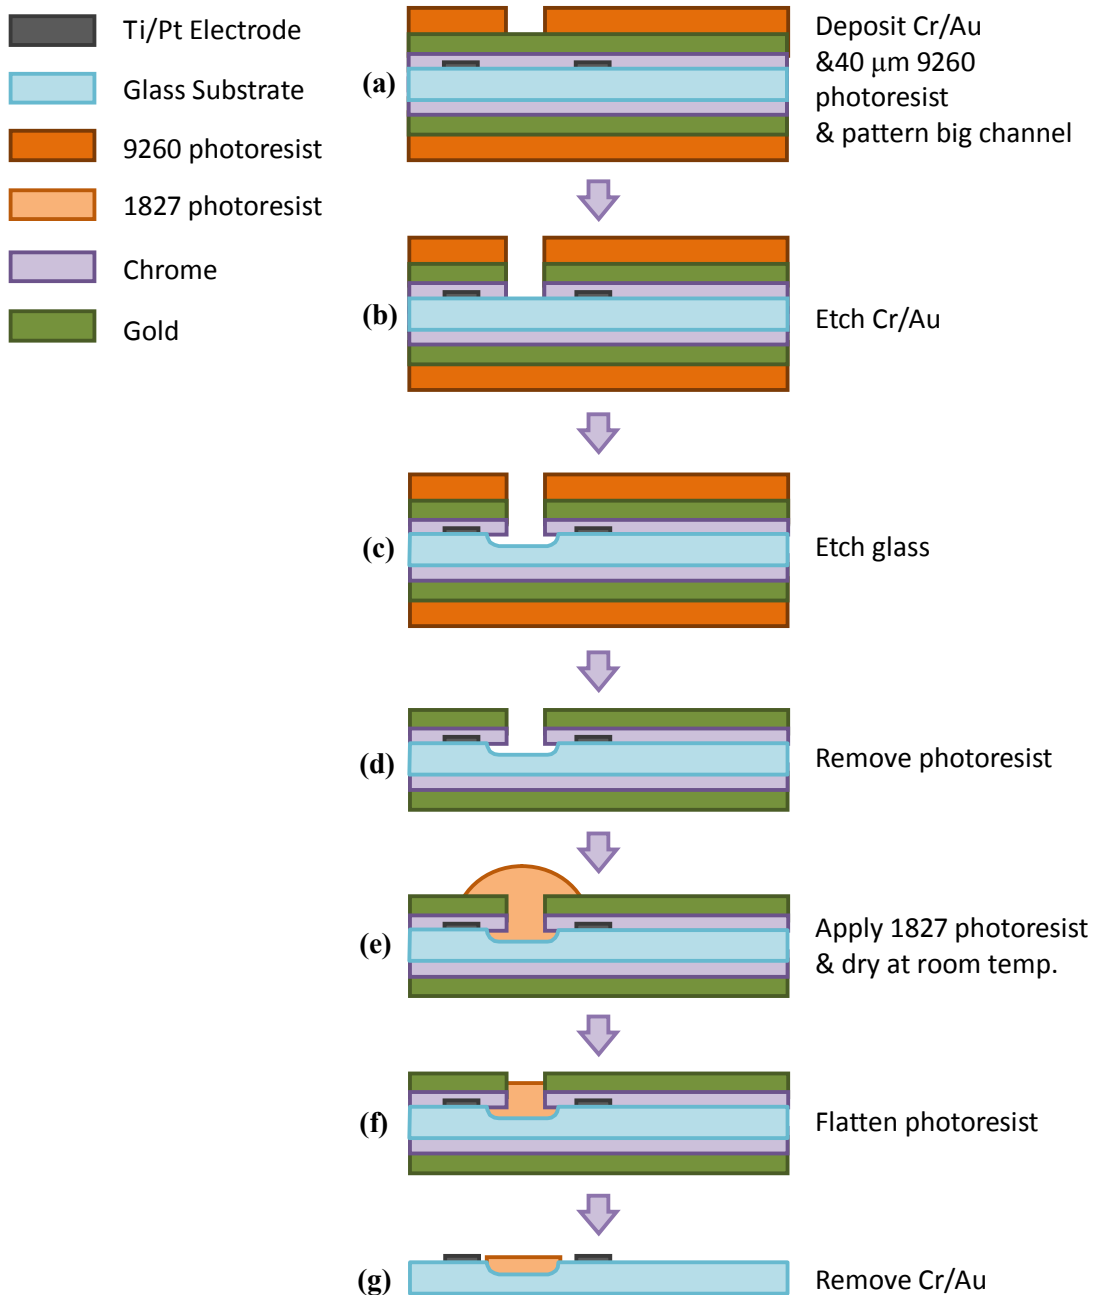 Ti/Pt Electrode
Glass Substrate
9260 photoresist
1827 photoresist
Chrome
Gold
(a)
Deposit Cr/Au
&40 μm 9260
photoresist
& pattern big channel
(b)
Etch Cr/Au
(c)
Etch glass
(d)
Remove photoresist
(e)
Apply 1827 photoresist
& dry at room temp.
(f)
Flatten photoresist
(g)
Remove Cr/Au